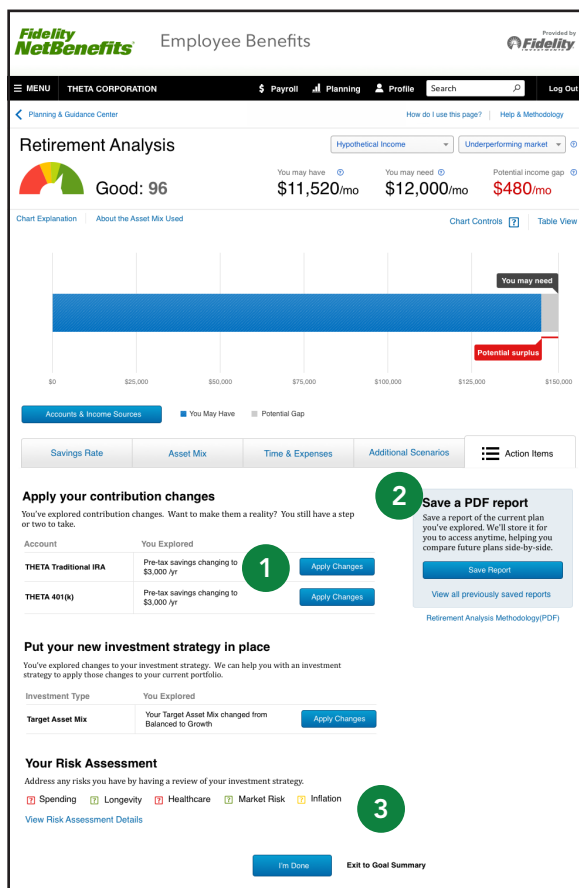 Fidelity
NetBenefits®
Employee Benefits
Provided by
Fidelity
MENU
THETA CORPORATION
$ Payroll
Planning
Profile
Search
Log Out
Planning & Guidance Center
How do I use this page?
Help & Methodology
Retirement Analysis
Hypothetical Income
Underperforming market
Good: 96
You may have
$11,520/mo
You may need
$12,000/mo
Potential income gap
$480/mo
Chart Explanation
About the Asset Mix Used
Chart Controls ?
Table View
You may need
Potential surplus
$0
$25,000
$50,000
$75,000
$100,000
$125,000
$150,000
Accounts & Income Sources
You May Have
Potential Gap
Savings Rate
Asset Mix
Time & Expenses
Additional Scenarios
Action Items
Apply your contribution changes
You've explored contribution changes. Want to make them a reality? You still have a step
or two to take.
Account
You Explored
THETA Traditional IRA
Pre-tax savings changing to
$3,000 /yr
1
Apply Changes
THETA 401(k)
Pre-tax savings changing to
$3,000 /yr
Apply Changes
2
Save a PDF report
Save a report of the current plan
you've explored. We'll store it for
you to access anytime, helping you
compare future plans side-by-side.
Save Report
View all previously saved reports
Retirement Analysis Methodology(PDF)
Put your new investment strategy in place
You've explored changes to your investment strategy. We can help you with an investment
strategy to apply those changes to your current portfolio.
Investment Type
You Explored
Target Asset Mix
Your Target Asset Mix changed from
Balanced to Growth
Apply Changes
Your Risk Assessment
Address any risks you have by having a review of your investment strategy.
? Spending
? Longevity
? Healthcare
? Market Risk
? Inflation
3
View Risk Assessment Details
I'm Done
Exit to Goal Summary